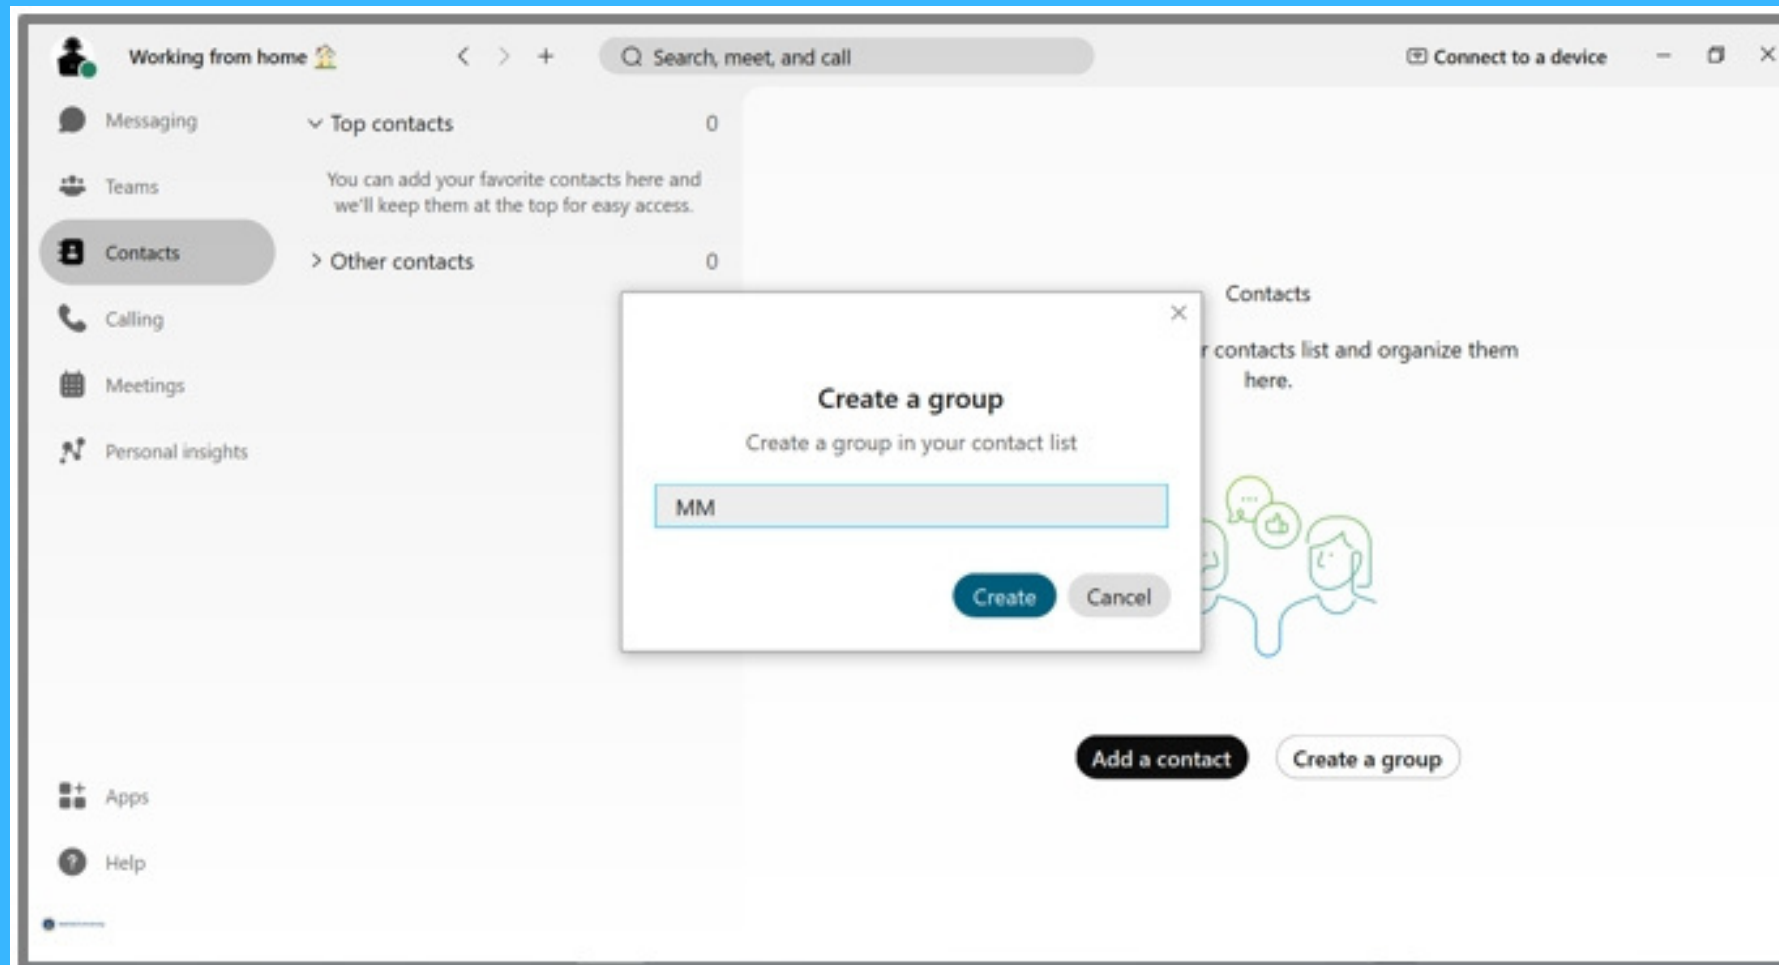 Working from home
Search, meet, and call
Connect to a device
Messaging
Teams
Contacts
Calling
Meetings
Personal insights
Apps
Help
Top contacts 0
You can add your favorite contacts here and
we'll keep them at the top for easy access.
Other contacts 0
Contacts
r contacts list and organize them
here.
Create a group
Create a group in your contact list
MM
Create Cancel
Add a contact Create a group